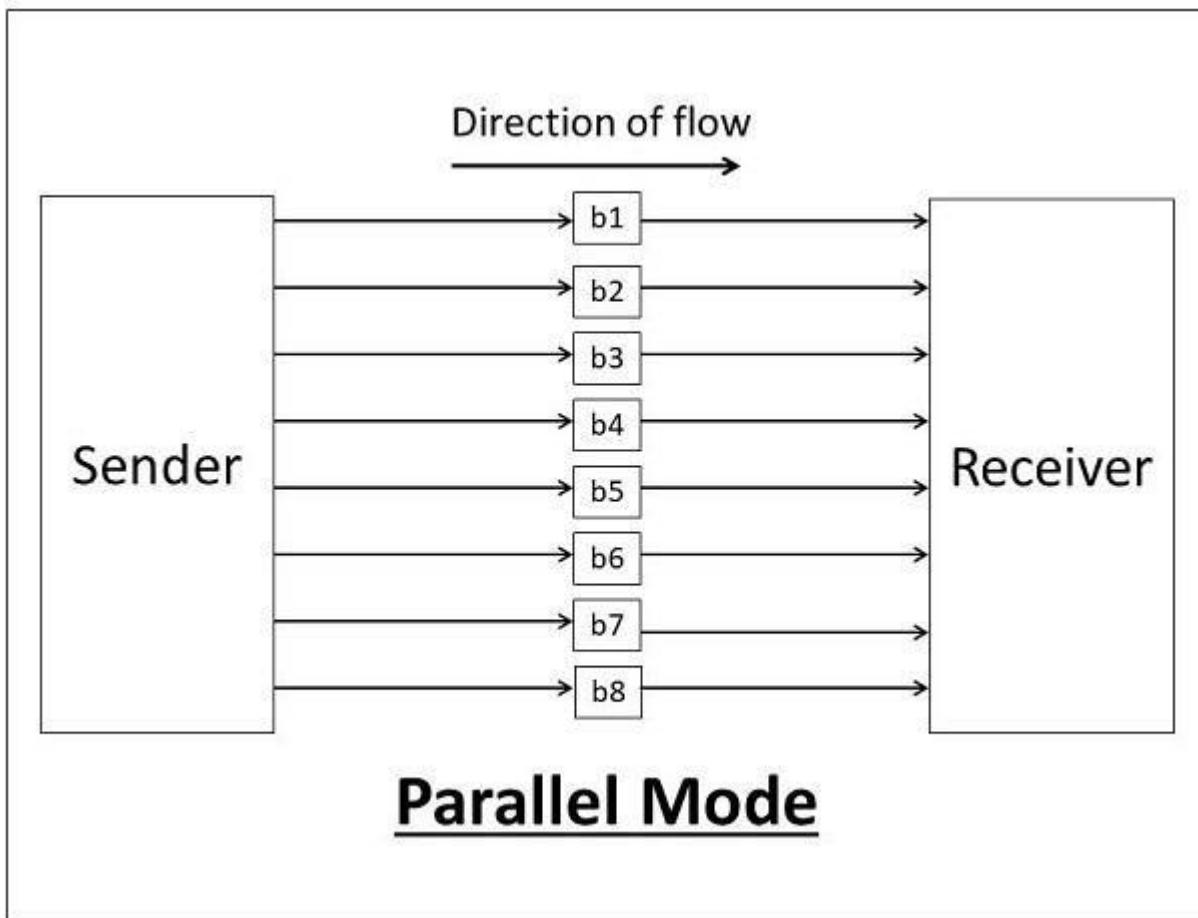 Direction of flow
b1
b2
b3
b4
Sender
Receiver
b5
b6
b7
b8
Parallel Mode